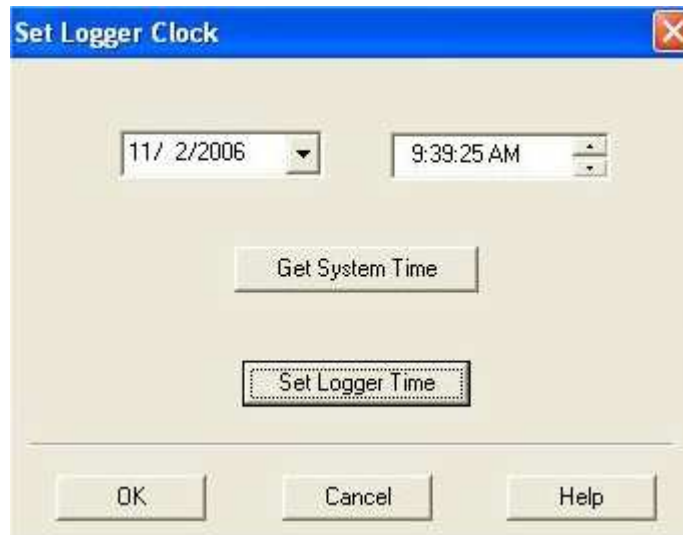 Set Logger Clock
11/ 2/2006 9:39:25 AM
Get System Time
Set Logger Time
OK Cancel Help